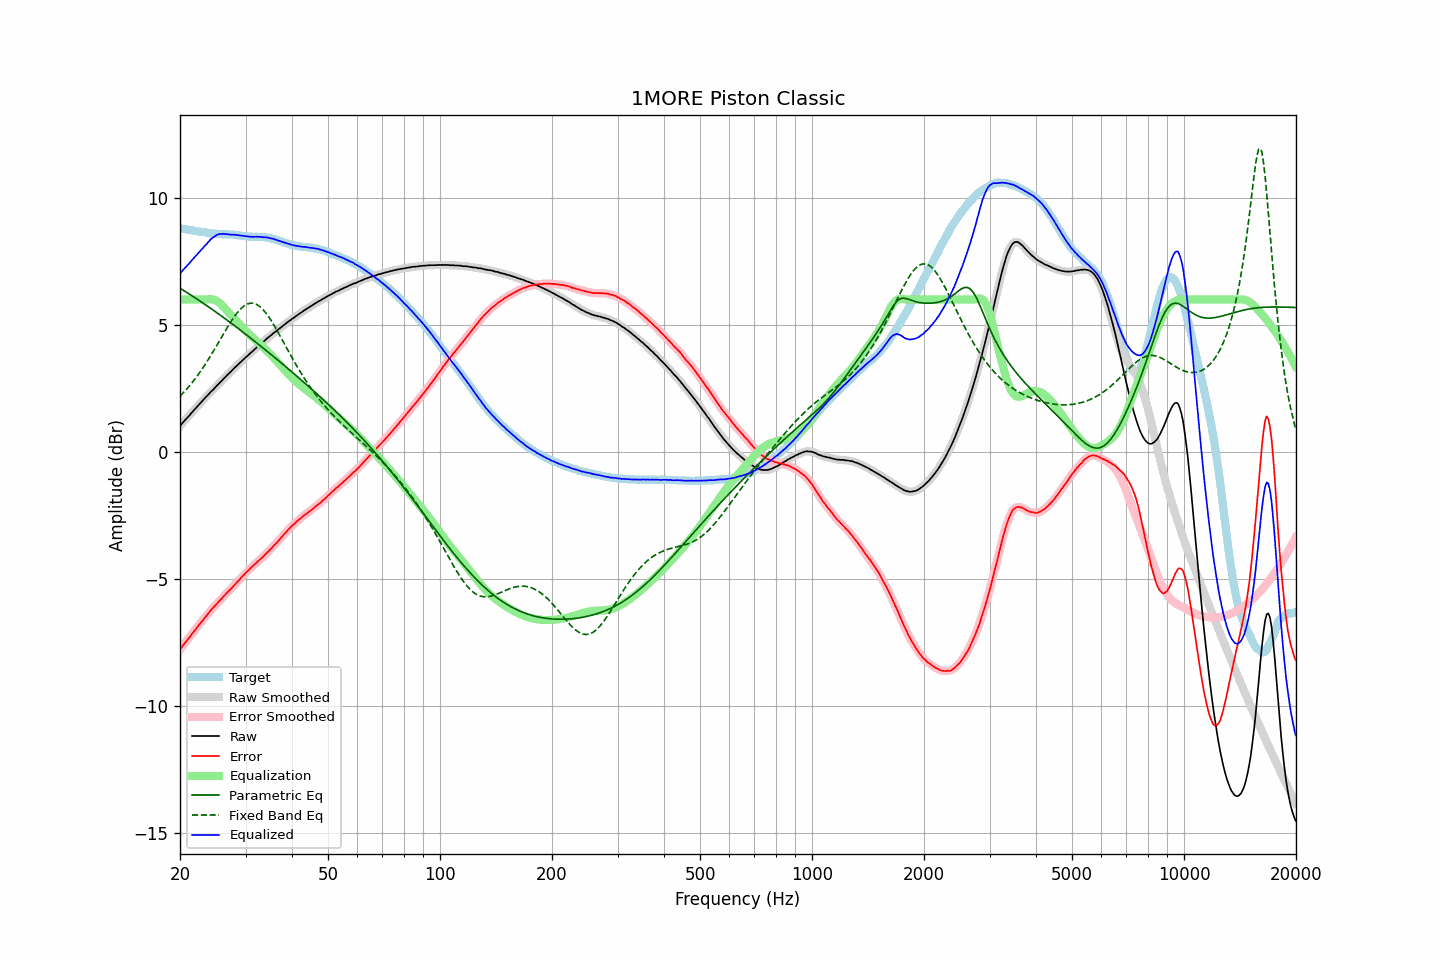 1MORE Piston Classic
Amplitude (dBr)
10
5
0
−5
−10
−15
Target
Raw Smoothed
Error Smoothed
Raw
Error
Equalization
Parametric Eq
Fixed Band Eq
Equalized
20 50 100 200 500 1000 2000 5000 10000 20000
Frequency (Hz)